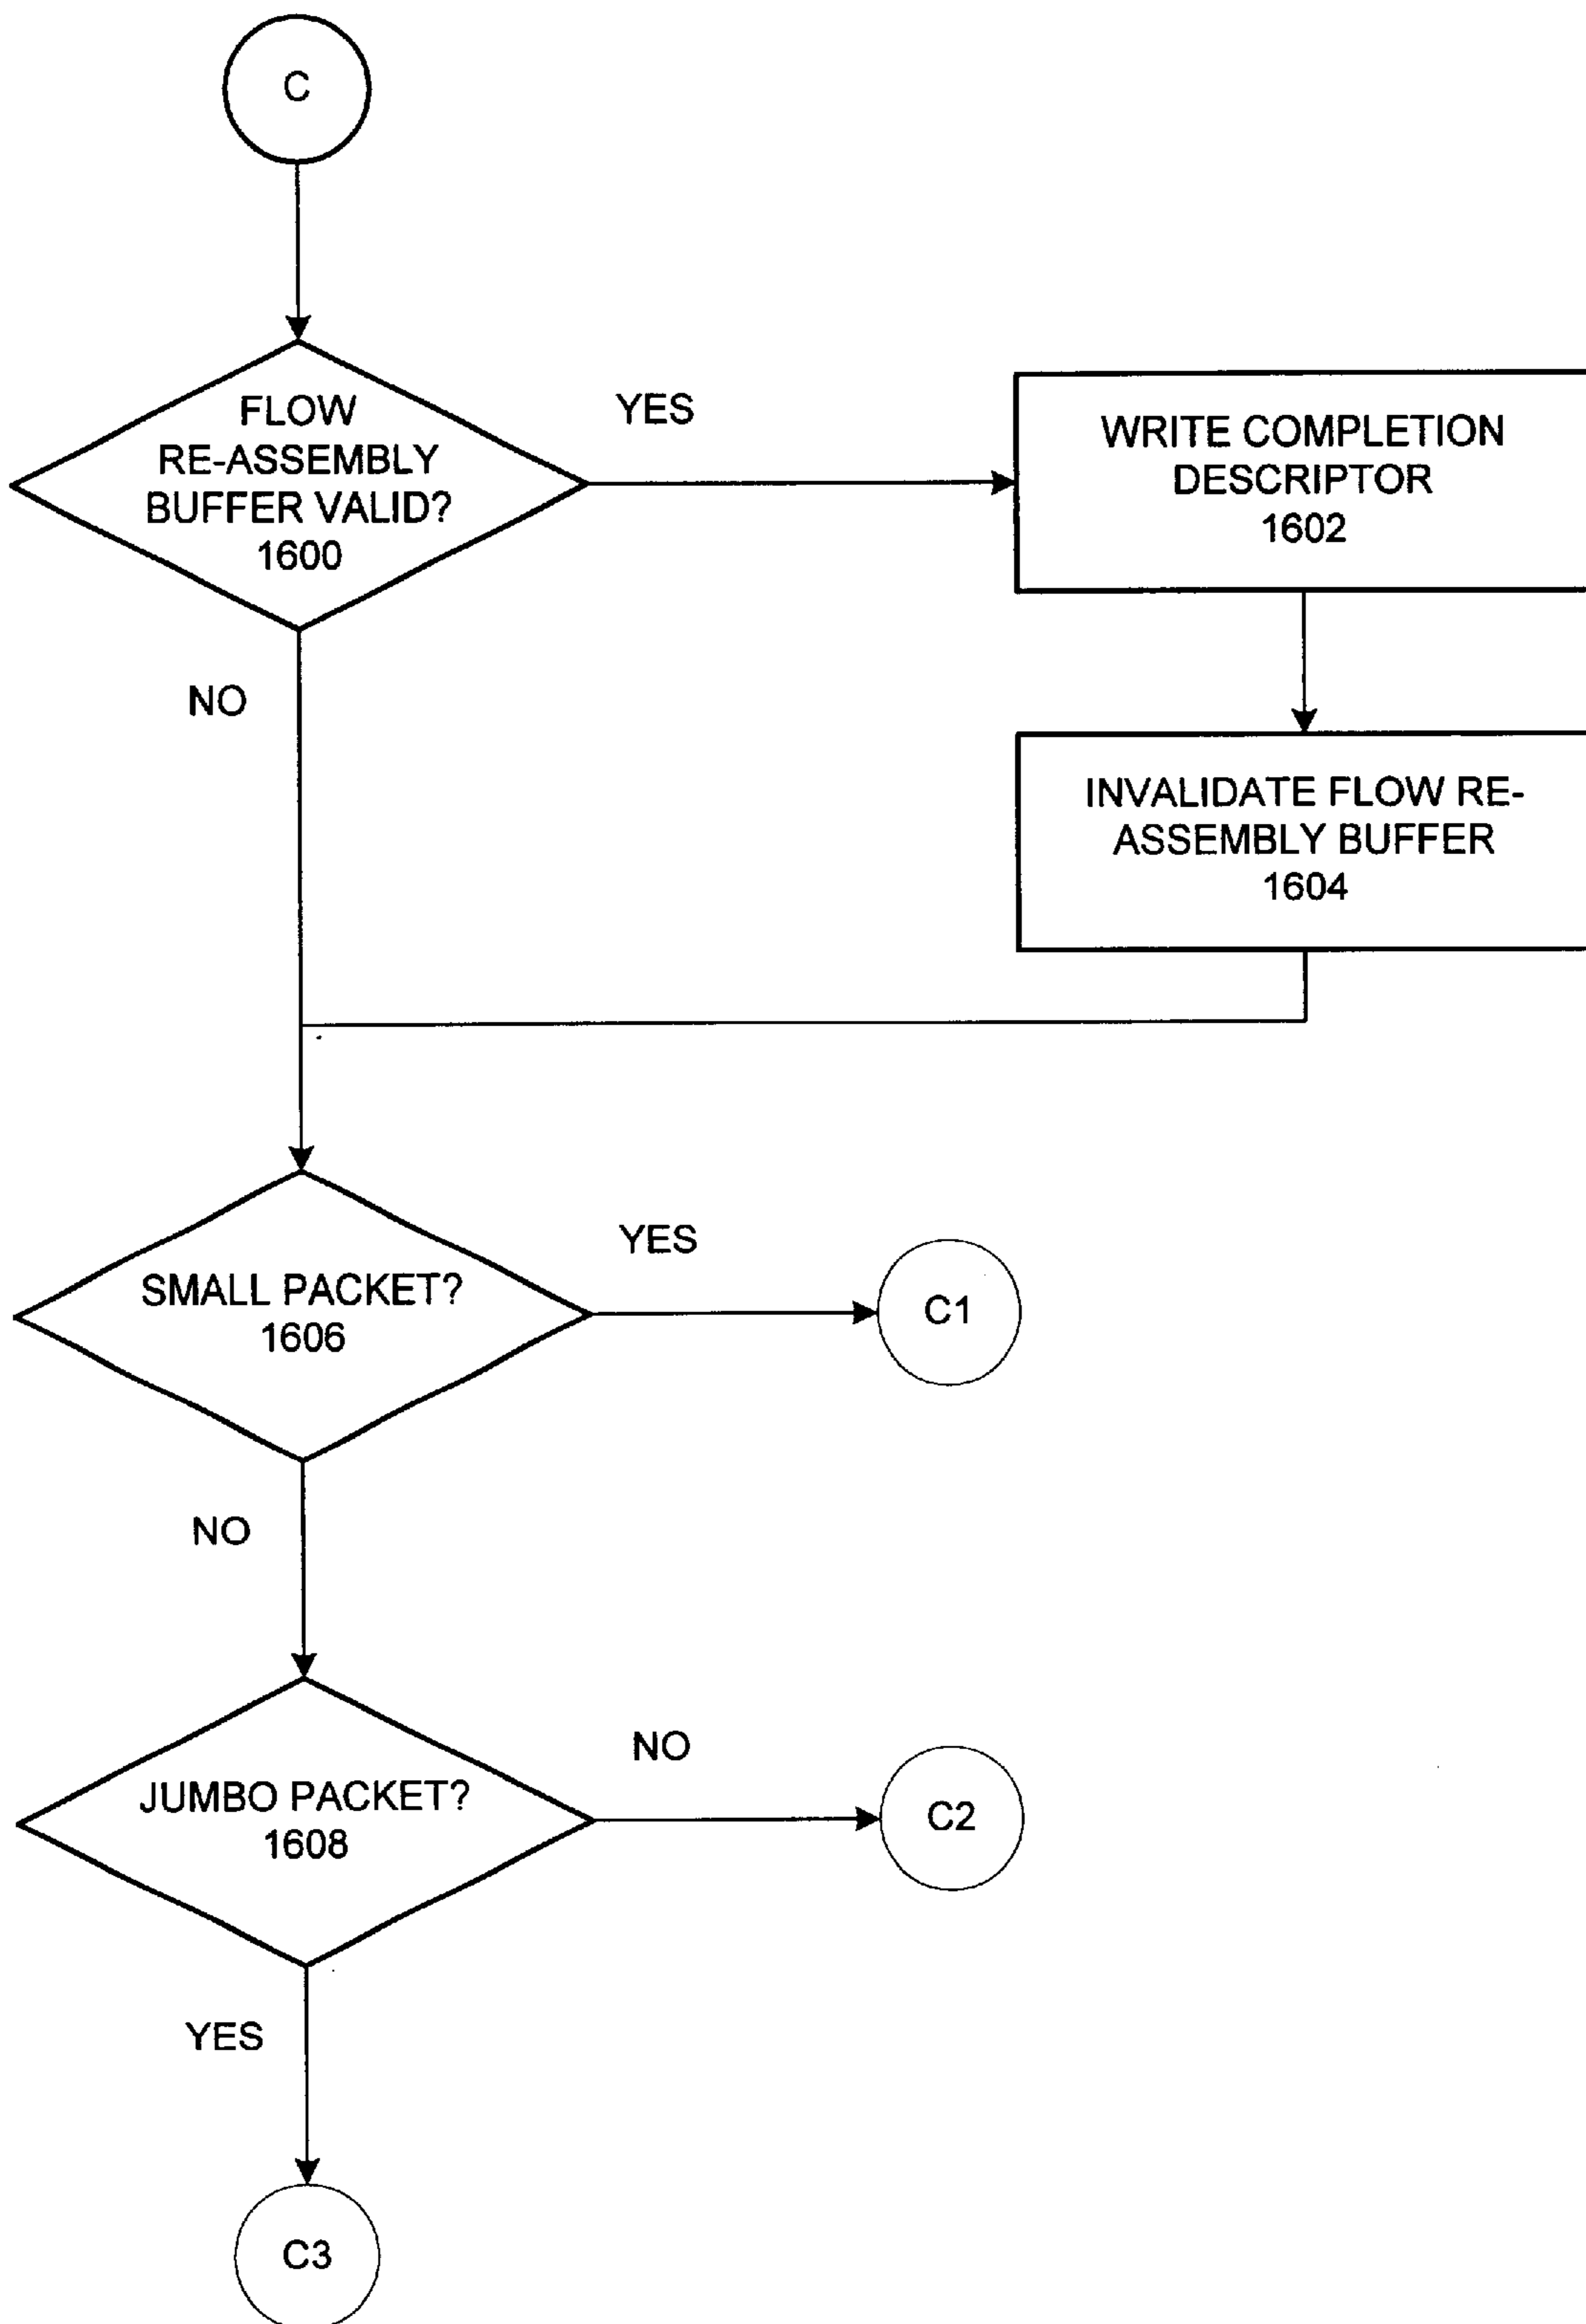 C
FLOW
RE-ASSEMBLY
BUFFER VALID?
1600
YES
WRITE COMPLETION
DESCRIPTOR
1602
NO
INVALIDATE FLOW RE-
ASSEMBLY BUFFER
1604
SMALL PACKET?
1606
YES
C1
NO
JUMBO PACKET?
1608
NO
C2
YES
C3